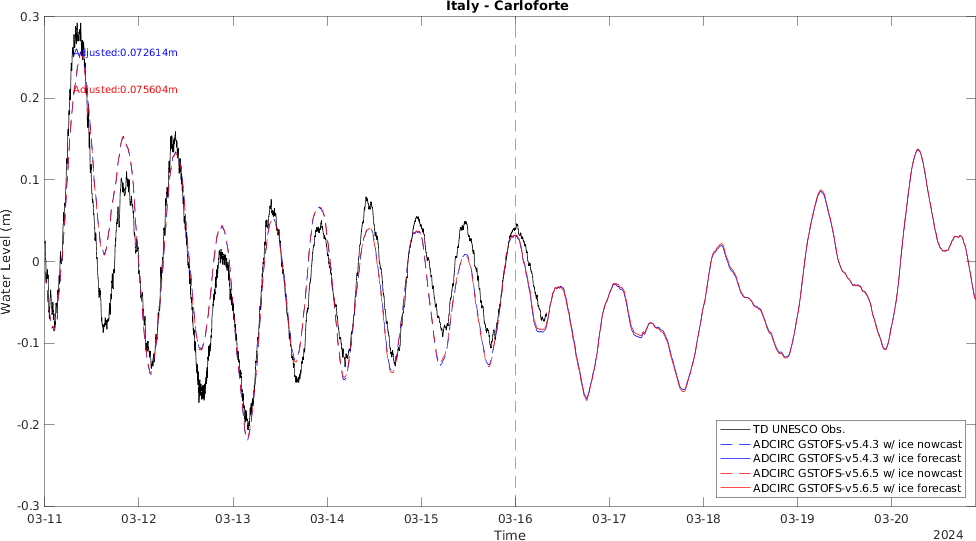 Italy - Carloforte
0.3
0.2
0.1
0
-0.1
-0.2
-0.3
Water Level (m)
Adjusted:0.072614m
Adjusted:0.075604m
TD UNESCO Obs.
ADCIRC GSTOFS-v5.4.3 w/ ice nowcast
ADCIRC GSTOFS-v5.4.3 w/ ice forecast
ADCIRC GSTOFS-v5.6.5 w/ ice nowcast
ADCIRC GSTOFS-v5.6.5 w/ ice forecast
03-11 03-12 03-13 03-14 03-15 03-16 03-17 03-18 03-19 03-20
Time
2024